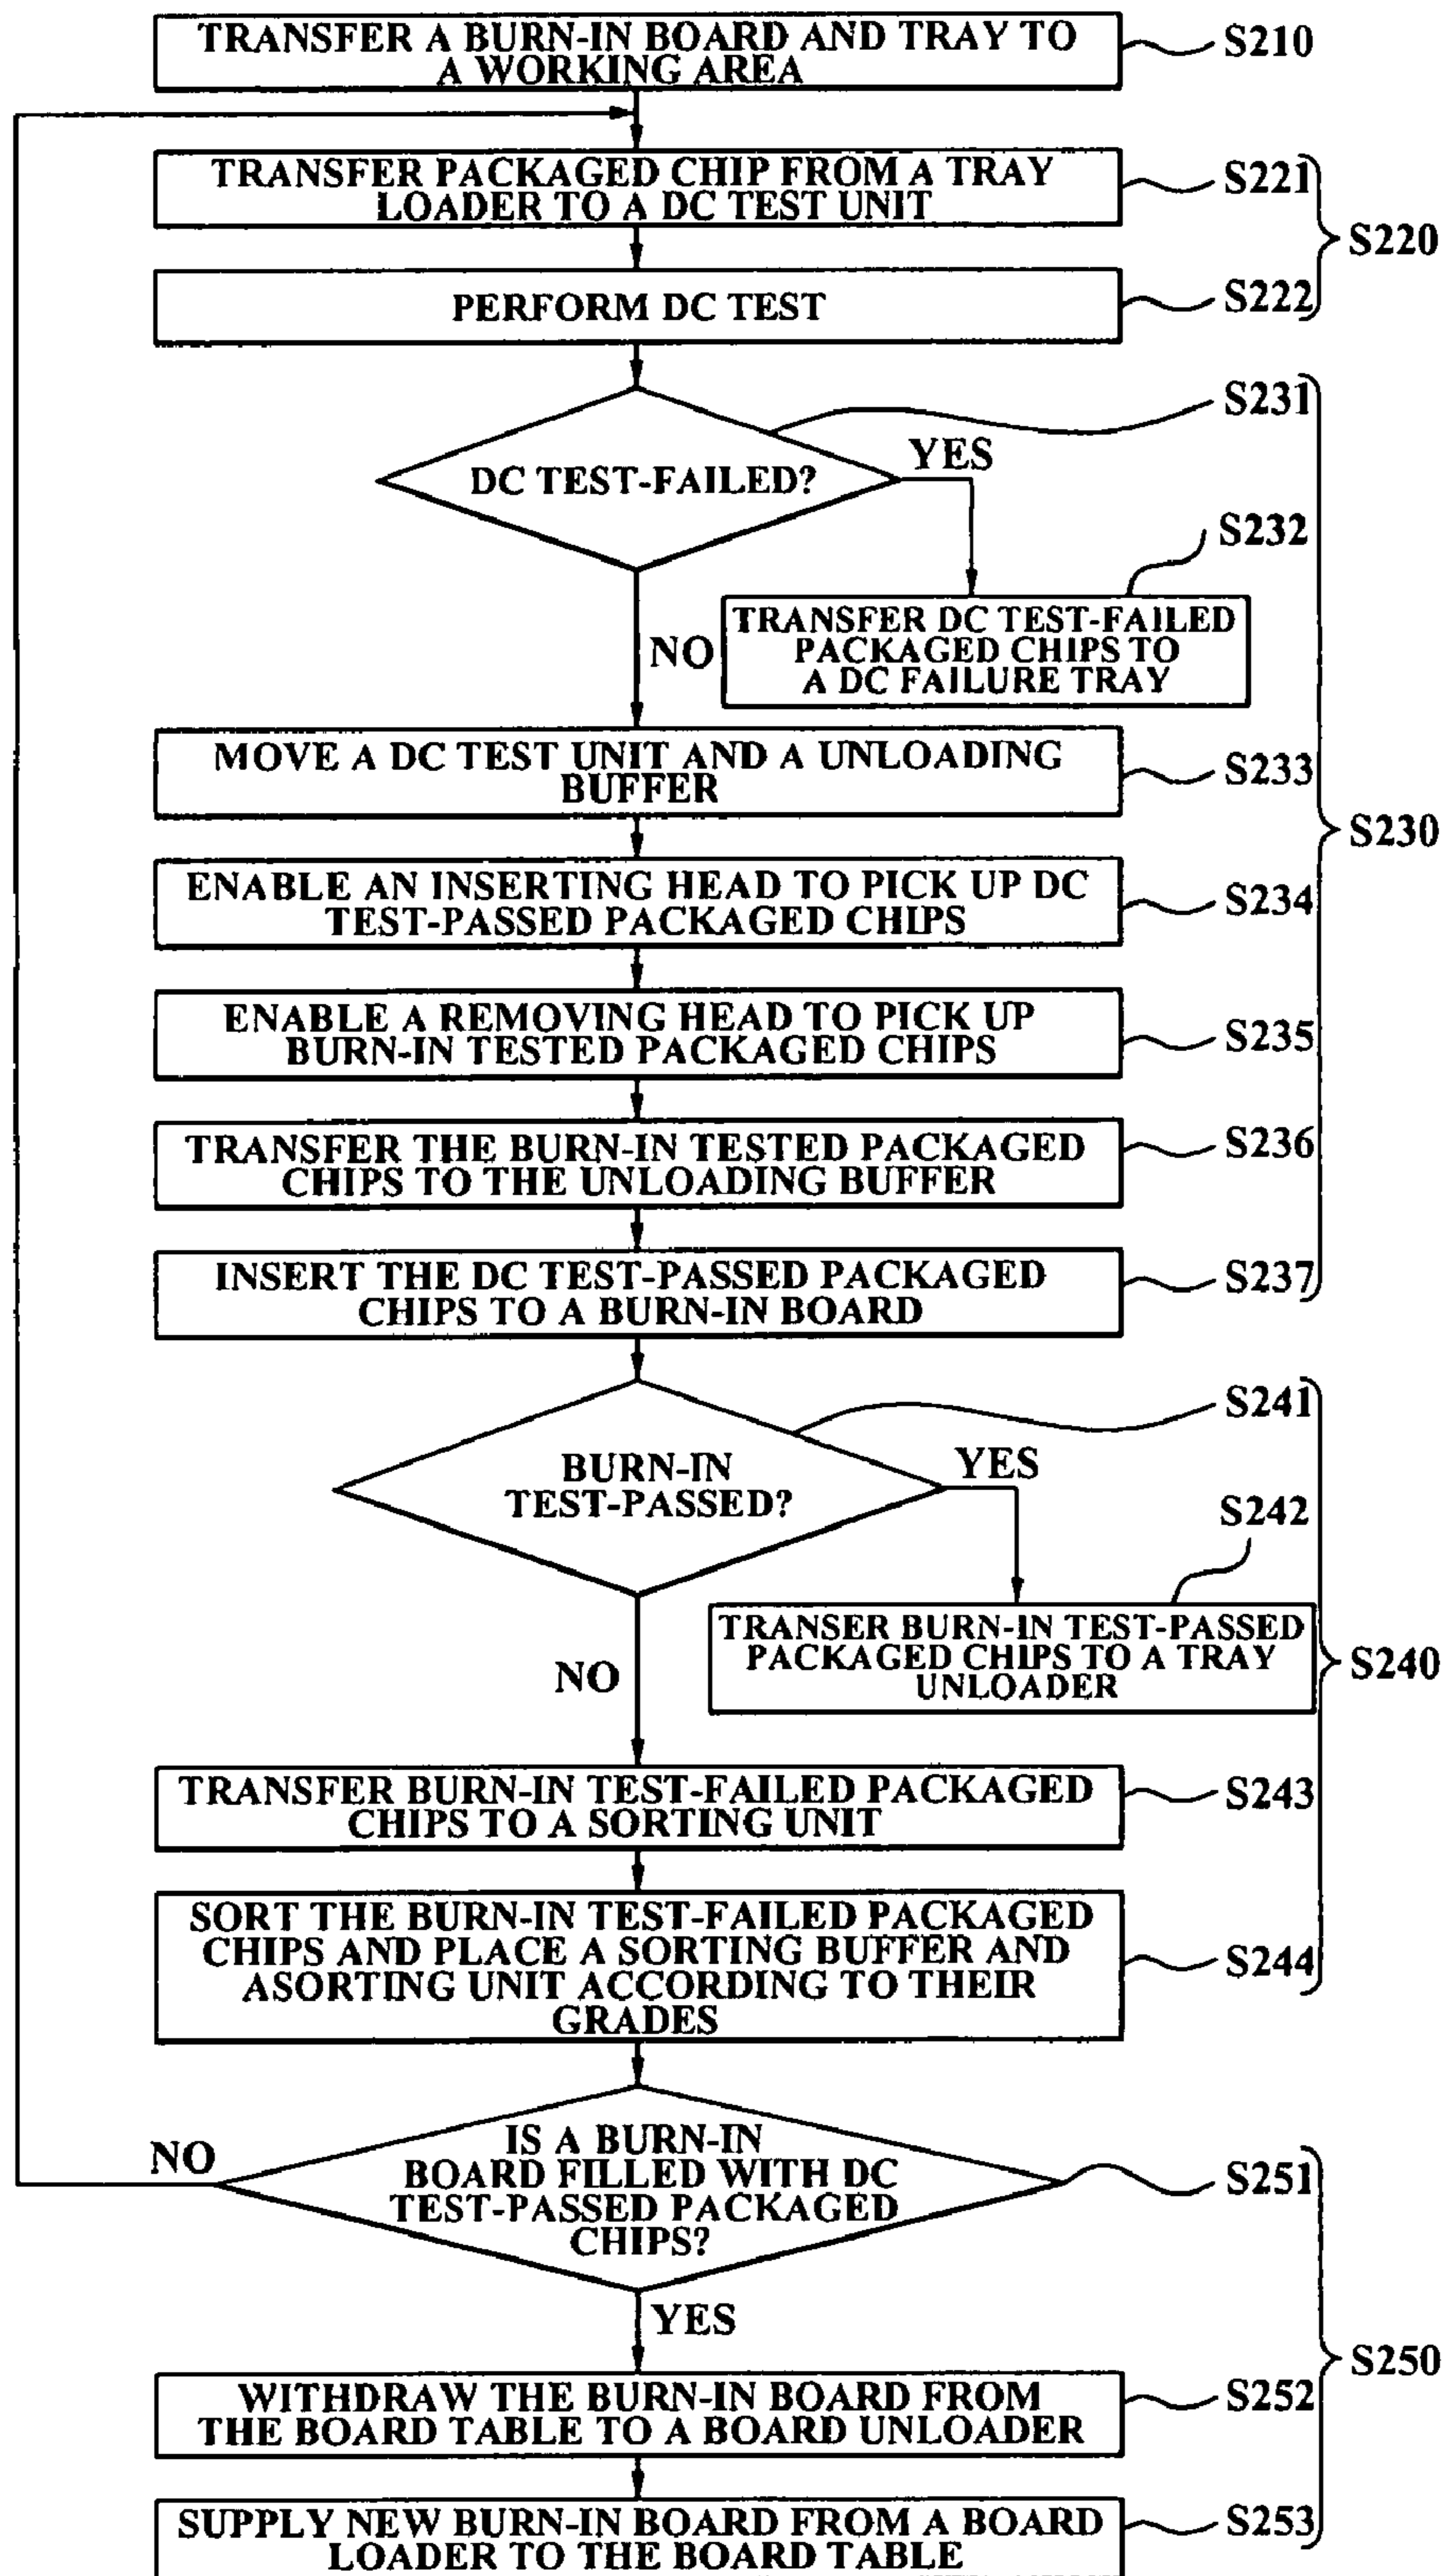 TRANSFER A BURN-IN BOARD AND TRAY TO
A WORKING AREA
S210
TRANSFER PACKAGED CHIP FROM A TRAY
LOADER TO A DC TEST UNIT
S221
S220
PERFORM DC TEST
S222
S231
DC TEST-FAILED?
YES
S232
TRANSFER DC TEST-FAILED
PACKAGED CHIPS TO
A DC FAILURE TRAY
NO
MOVE A DC TEST UNIT AND A UNLOADING
BUFFER
S233
S230
ENABLE AN INSERTING HEAD TO PICK UP DC
TEST-PASSED PACKAGED CHIPS
S234
ENABLE A REMOVING HEAD TO PICK UP
BURN-IN TESTED PACKAGED CHIPS
S235
TRANSFER THE BURN-IN TESTED PACKAGED
CHIPS TO THE UNLOADING BUFFER
S236
INSERT THE DC TEST-PASSED PACKAGED
CHIPS TO A BURN-IN BOARD
S237
S241
BURN-IN
TEST-PASSED?
YES
S242
TRANSER BURN-IN TEST-PASSED
PACKAGED CHIPS TO A TRAY
UNLOADER
S240
NO
TRANSFER BURN-IN TEST-FAILED PACKAGED
CHIPS TO A SORTING UNIT
S243
SORT THE BURN-IN TEST-FAILED PACKAGED
CHIPS AND PLACE A SORTING BUFFER AND
ASORTING UNIT ACCORDING TO THEIR
GRADES
S244
IS A BURN-IN
BOARD FILLED WITH DC
TEST-PASSED PACKAGED
CHIPS?
NO
S251
YES
S250
WITHDRAW THE BURN-IN BOARD FROM
THE BOARD TABLE TO A BOARD UNLOADER
S252
SUPPLY NEW BURN-IN BOARD FROM A BOARD
LOADER TO THE BOARD TABLE
S253